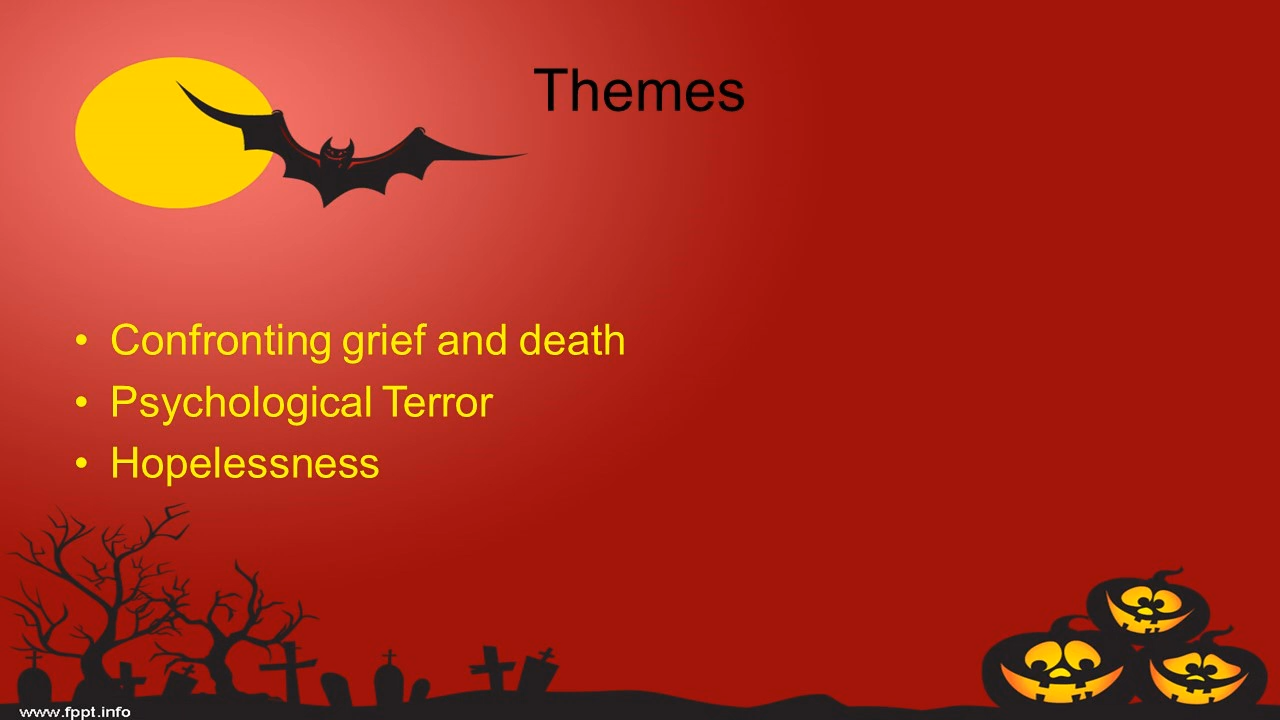 Themes
• Confronting grief and death
• Psychological Terror
• Hopelessness
www.fppt.info